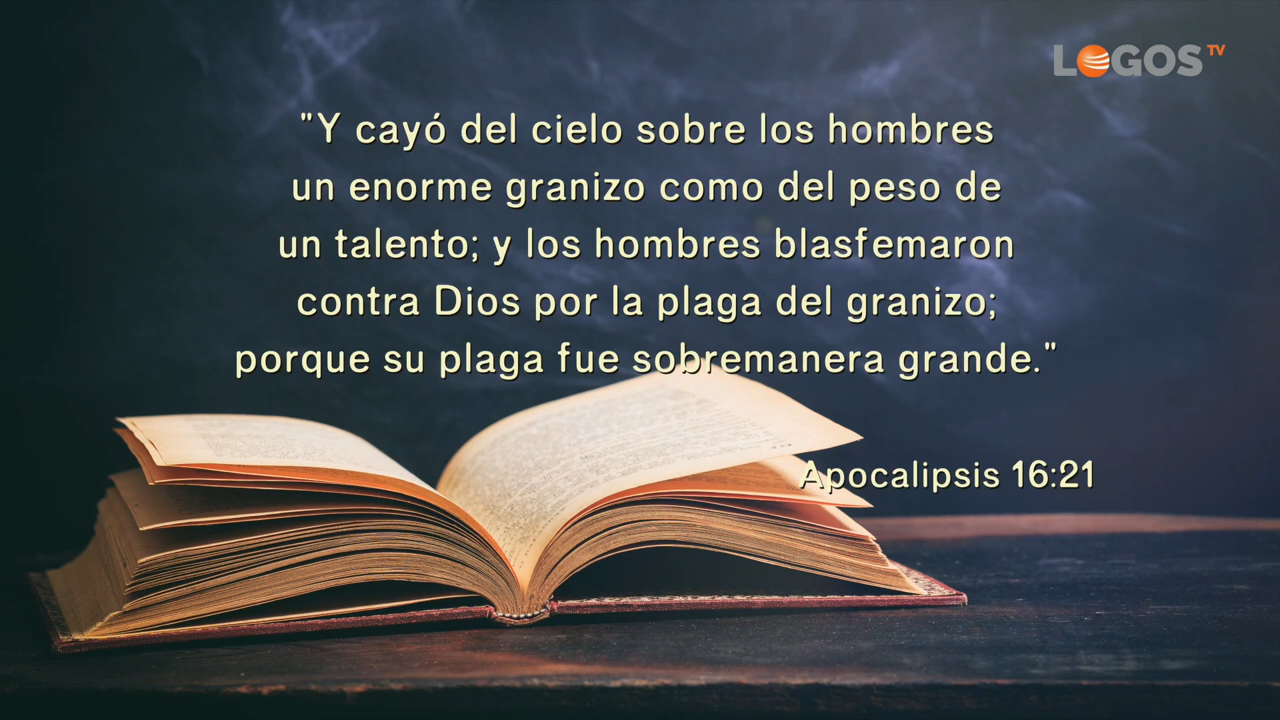 LOGOS TV
"Y cayó del cielo sobre los hombres
un enorme granizo como del peso de
un talento; y los hombres blasfemaron
contra Dios por la plaga del granizo;
porque su plaga fue sobremanera grande."
Apocalipsis 16:21